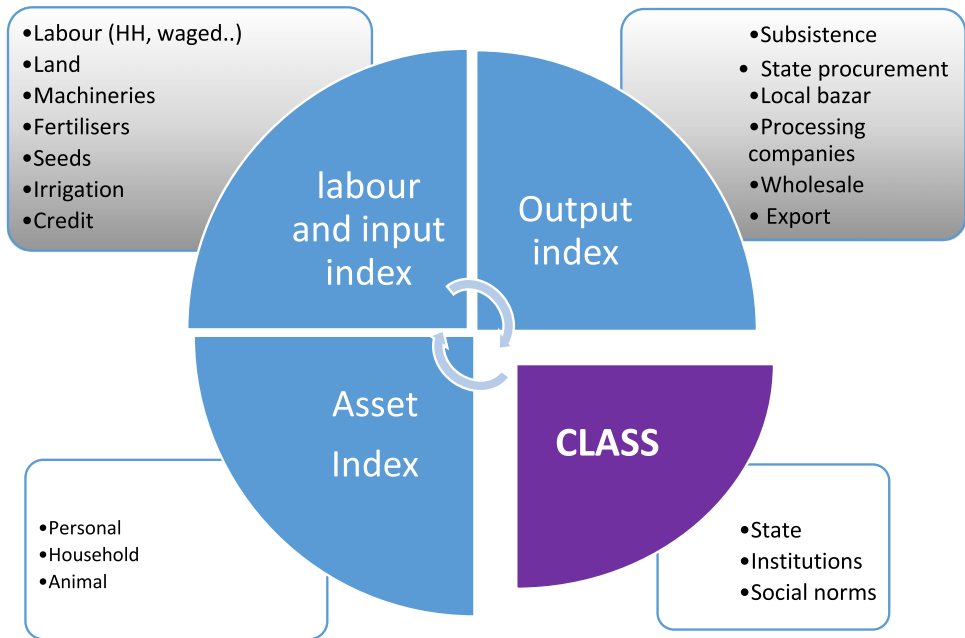 •Labour (HH, waged..)
•Land
•Machineries
•Fertilisers
•Seeds
•Irrigation
•Credit
•Subsistence
• State procurement
•Local bazar
•Processing
companies
•Wholesale
• Export
labour
and input
index
Output
index
Asset
Index
CLASS
•Personal
•Household
•Animal
•State
•Institutions
•Social norms